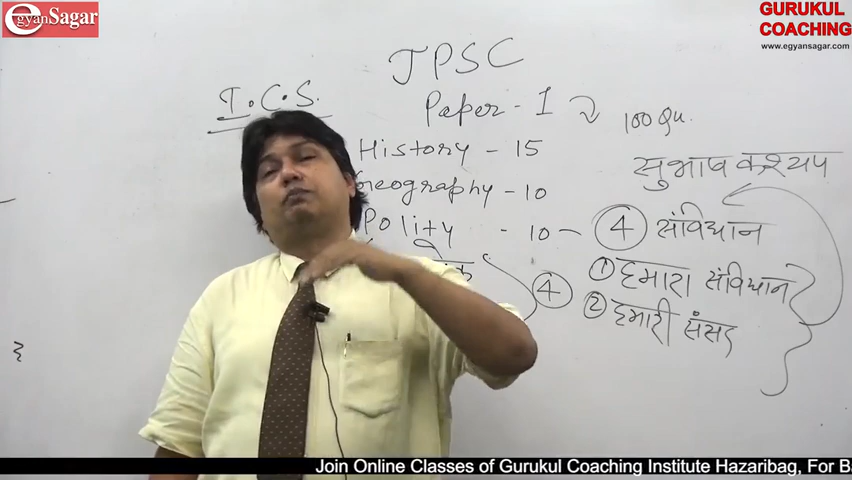 egyanSagar
GURUKUL
COACHING
www.egyansagar.com
JPSC
I.C.S.
Paper - I
100 Qu.
History - 15
सुभाष कश्यप
Geography - 10
Polity - 10 - 4 संविधान
① हमारा संविधान
4
② हमारी संसद
Join Online Classes of Gurukul Coaching Institute Hazaribag, For B